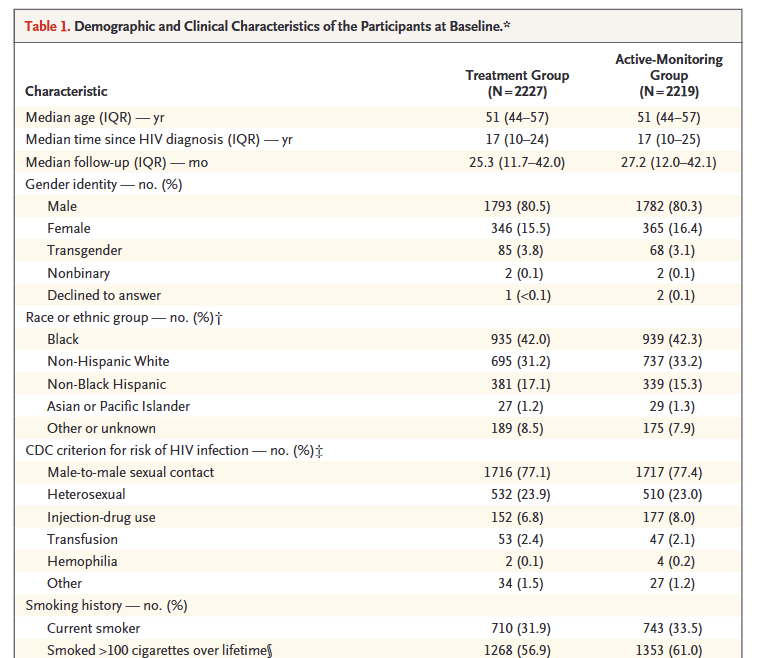 Table 1. Demographic and Clinical Characteristics of the Participants at Baseline.*
Characteristic Treatment Group (N=2227) Active-Monitoring Group (N=2219)
Median age (IQR) — yr 51 (44–57) 51 (44–57)
Median time since HIV diagnosis (IQR) — yr 17 (10–24) 17 (10–25)
Median follow-up (IQR) — mo 25.3 (11.7–42.0) 27.2 (12.0–42.1)
Gender identity — no. (%)
Male 1793 (80.5) 1782 (80.3)
Female 346 (15.5) 365 (16.4)
Transgender 85 (3.8) 68 (3.1)
Nonbinary 2 (0.1) 2 (0.1)
Declined to answer 1 (<0.1) 2 (0.1)
Race or ethnic group — no. (%)†
Black 935 (42.0) 939 (42.3)
Non-Hispanic White 695 (31.2) 737 (33.2)
Non-Black Hispanic 381 (17.1) 339 (15.3)
Asian or Pacific Islander 27 (1.2) 29 (1.3)
Other or unknown 189 (8.5) 175 (7.9)
CDC criterion for risk of HIV infection — no. (%)‡
Male-to-male sexual contact 1716 (77.1) 1717 (77.4)
Heterosexual 532 (23.9) 510 (23.0)
Injection-drug use 152 (6.8) 177 (8.0)
Transfusion 53 (2.4) 47 (2.1)
Hemophilia 2 (0.1) 4 (0.2)
Other 34 (1.5) 27 (1.2)
Smoking history — no. (%)
Current smoker 710 (31.9) 743 (33.5)
Smoked >100 cigarettes over lifetime§ 1268 (56.9) 1353 (61.0)